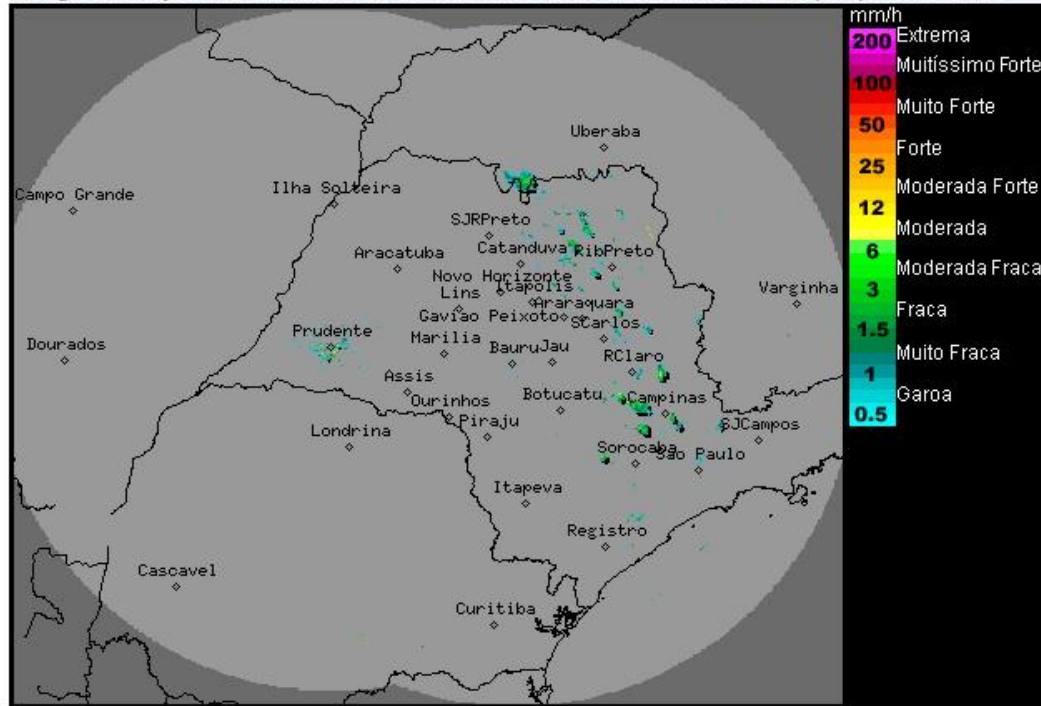 mm/h
200 Extrema
Muitíssimo Forte
100
Muito Forte
50
Forte
25
Moderada Forte
12
Moderada
6
Moderada Fraca
3
Fraca
1.5
Muito Fraca
1
Garoa
0.5
Uberaba
Campo Grande
Ilha Solteira
SJRPreto
Aracatuba
Catanduva
RibPreto
Novo Horizonte
Itapolis
Lins
Araraquara
Varginha
Gaviao Peixoto
SCarlos
Prudente
Marilia
Dourados
Bauru
Jau
RClaro
Assis
Ourinhos
Botucatu
Campinas
Piraju
SJCampos
Londrina
Sorocaba
Sao Paulo
Itapeva
Registro
Cascavel
Curitiba